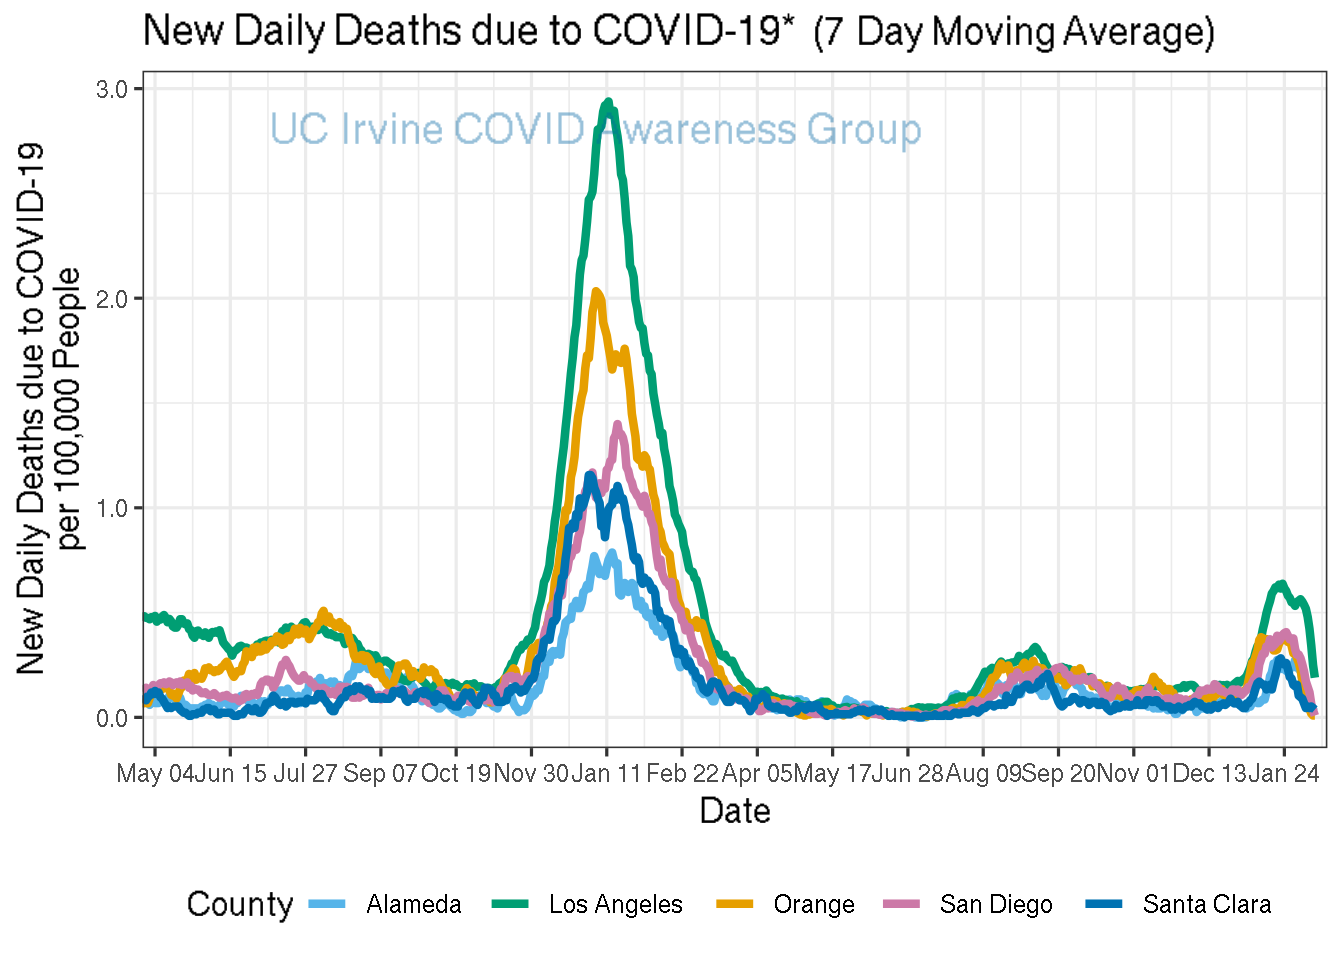 New Daily Deaths due to COVID-19* (7 Day Moving Average)
UC Irvine COVID Awareness Group
New Daily Deaths due to COVID-19
per 100,000 People
3.0
2.0
1.0
0.0
May 04 Jun 15 Jul 27 Sep 07 Oct 19 Nov 30 Jan 11 Feb 22 Apr 05 May 17 Jun 28 Aug 09 Sep 20 Nov 01 Dec 13 Jan 24
Date
County Alameda Los Angeles Orange San Diego Santa Clara